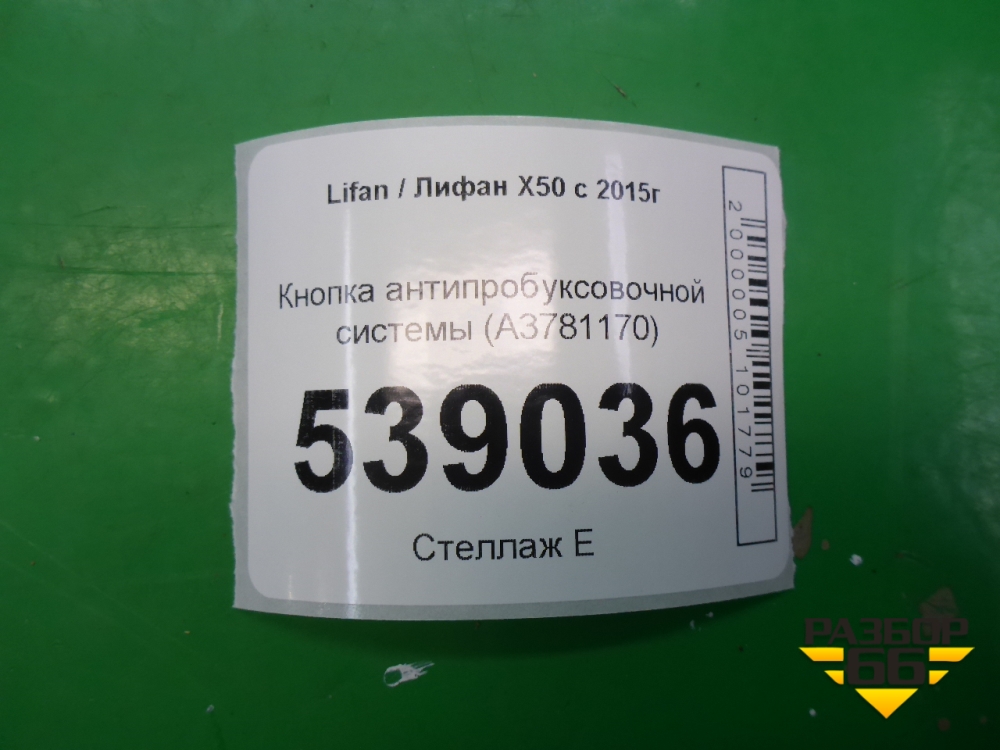 Lifan / Лифан X50 с 2015г
Кнопка антипробуксовочной
системы (A3781170)
539036
Стеллаж E
2000005101779
РАЗБОР
66